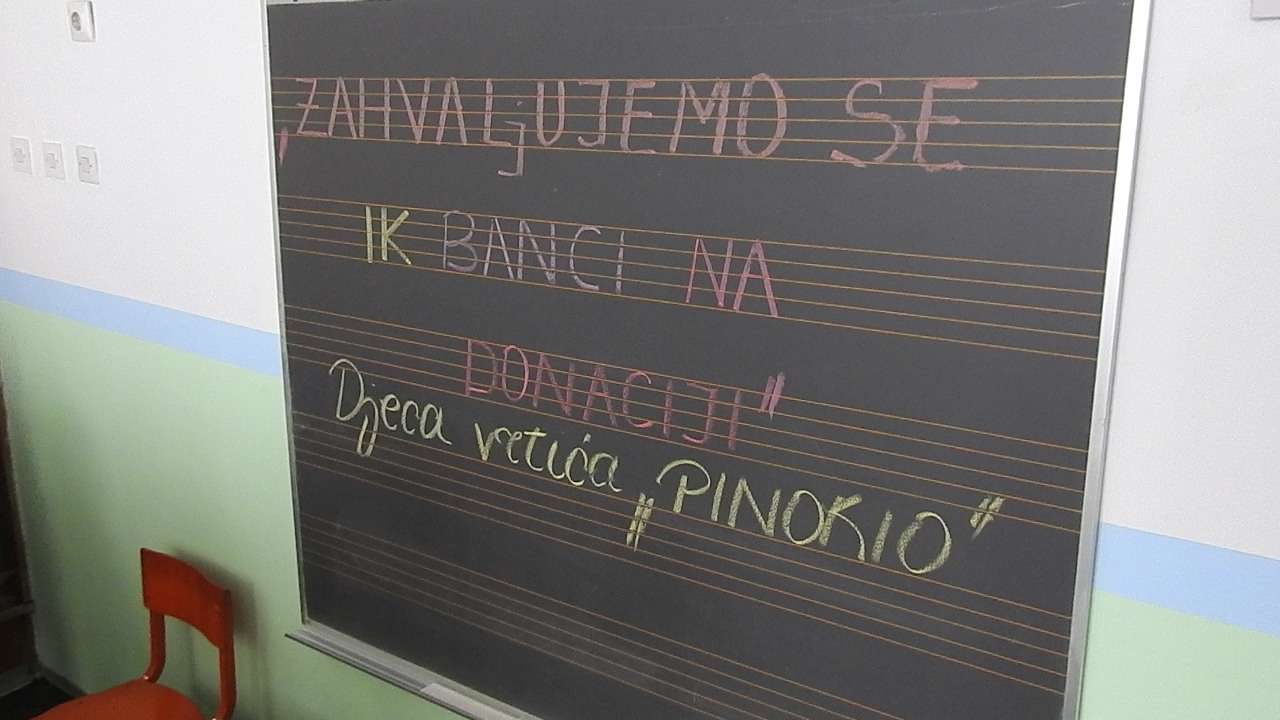 „ZAHVALjUJEMO SE
IK BANCI NA
DONACIJI"
Djeca vrtića „PINOKIO"